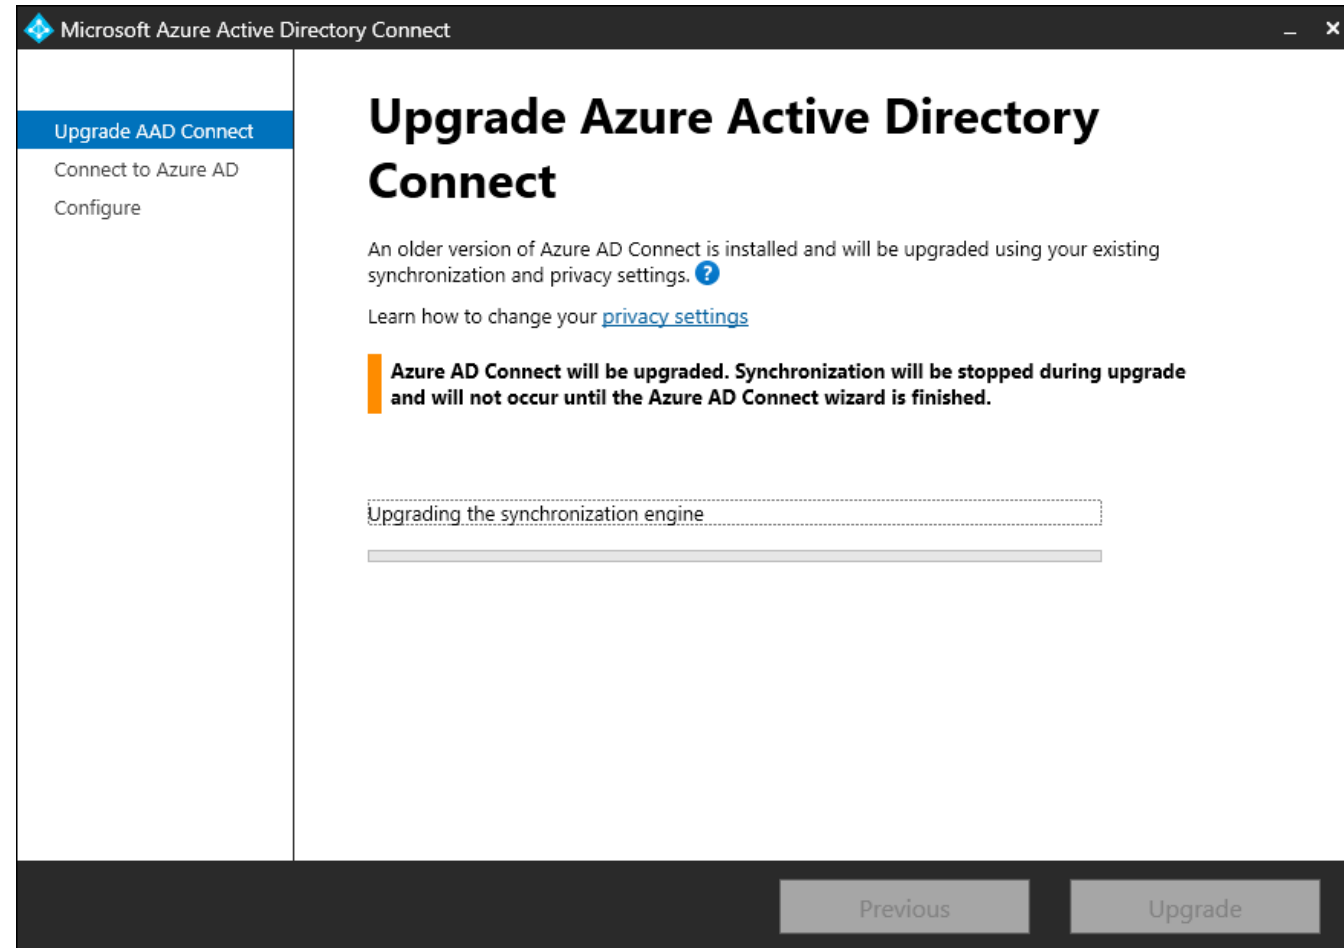 Microsoft Azure Active Directory Connect
Upgrade AAD Connect
Connect to Azure AD
Configure
Upgrade Azure Active Directory
Connect
An older version of Azure AD Connect is installed and will be upgraded using your existing
synchronization and privacy settings. ?
Learn how to change your privacy settings
Azure AD Connect will be upgraded. Synchronization will be stopped during upgrade
and will not occur until the Azure AD Connect wizard is finished.
Upgrading the synchronization engine
Previous
Upgrade